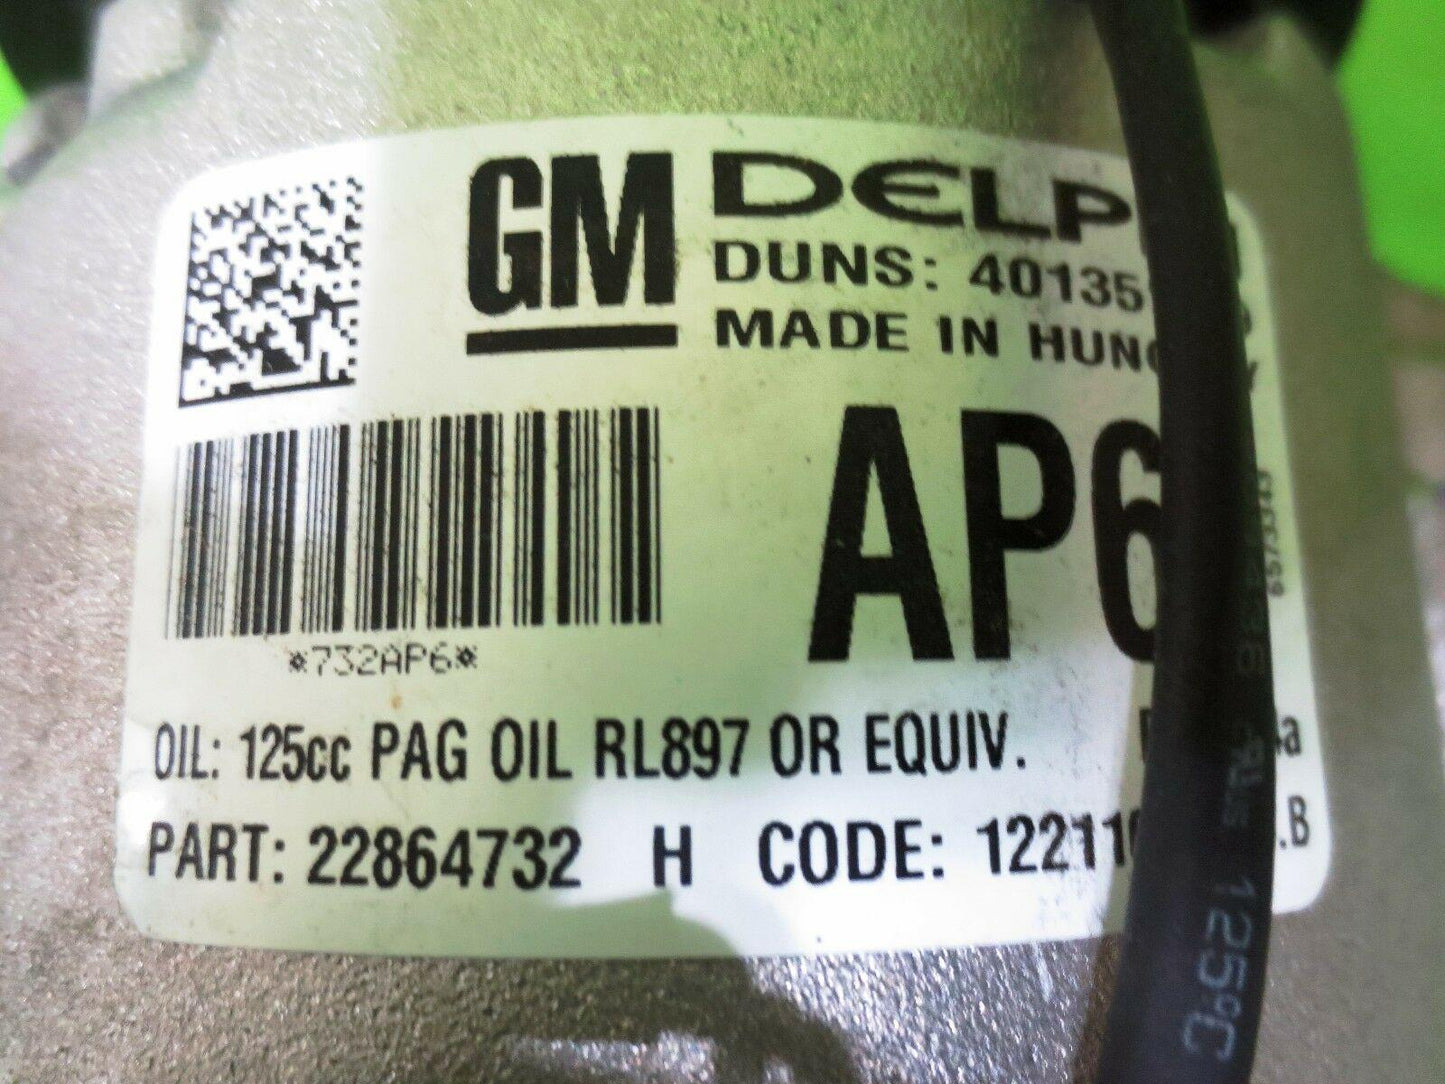 GM DELP
DUNS: 40135
MADE IN HUN
AP6
*732AP6*
OIL: 125cc PAG OIL RL897 OR EQUIV.
PART: 22864732 H CODE: 12211
.B
125°C